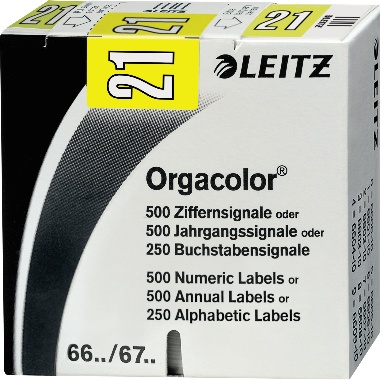 21 21 21
LEITZ
Orgacolor®
500 Ziffernsignale oder
500 Jahrgangssignale oder
250 Buchstabensignale
500 Numeric Labels or
500 Annual Labels or
250 Alphabetic Labels
66../67..